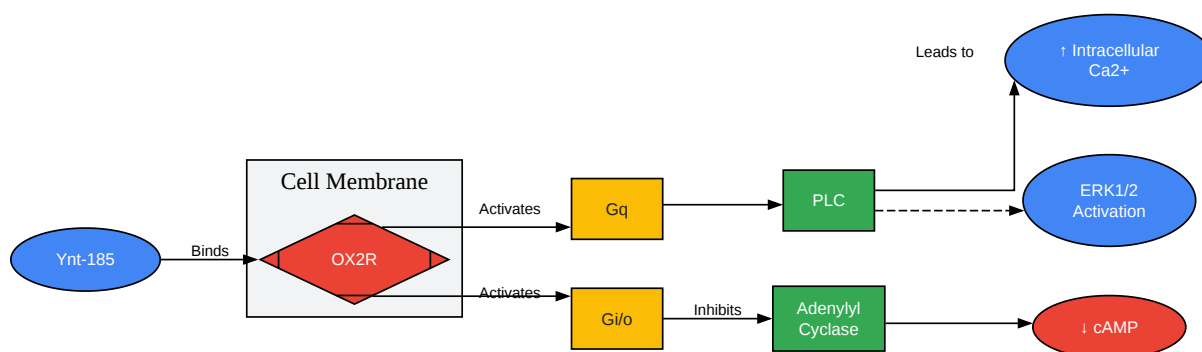 Leads to
↑ Intracellular
Ca2+
Cell Membrane
Activates
Gq
PLC
ERK1/2
Activation
Ynt-185
Binds
OX2R
Activates
Gi/o
Inhibits
Adenylyl
Cyclase
↓ cAMP